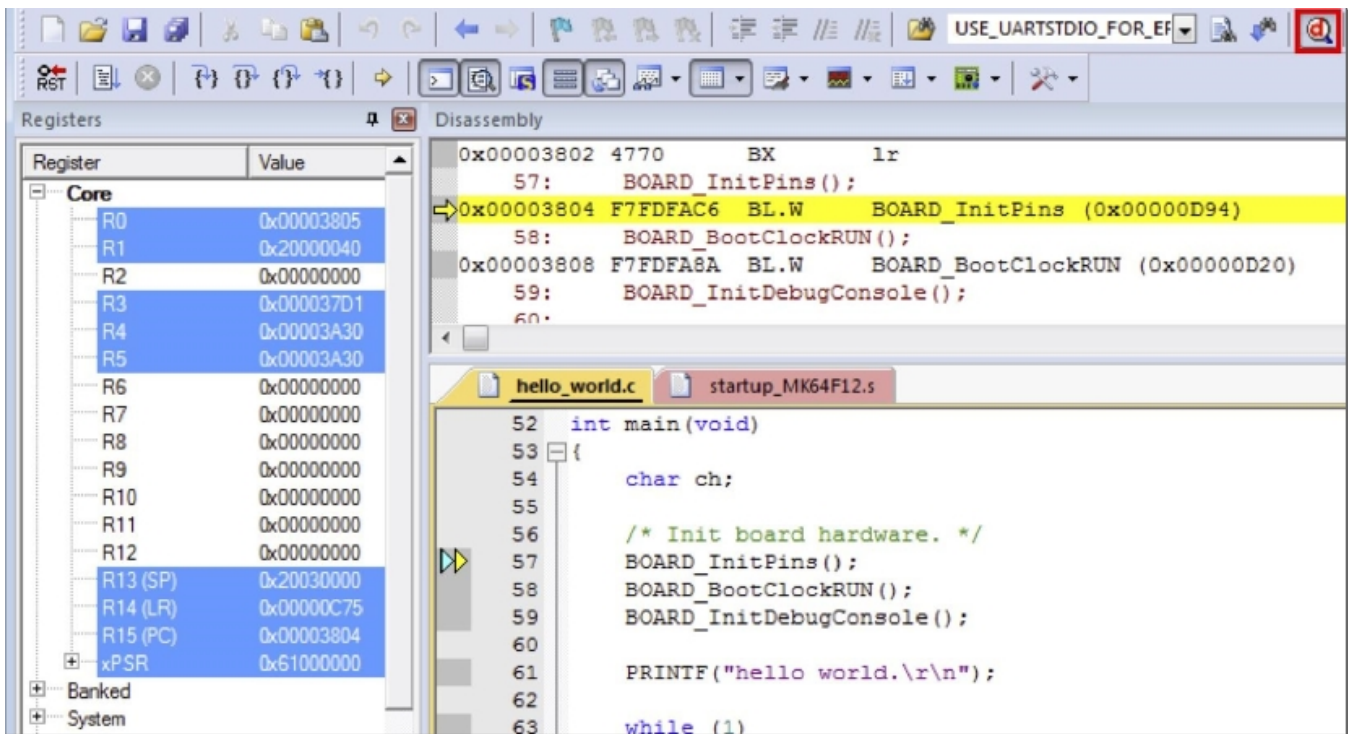 USE_UARTSTDIO_FOR_EF
RST
Registers
Register Value
Core
R0 0x00003805
R1 0x20000040
R2 0x00000000
R3 0x000037D1
R4 0x00003A30
R5 0x00003A30
R6 0x00000000
R7 0x00000000
R8 0x00000000
R9 0x00000000
R10 0x00000000
R11 0x00000000
R12 0x00000000
R13 (SP) 0x20030000
R14 (LR) 0x00000C75
R15 (PC) 0x00003804
xPSR 0x61000000
Banked
System
Disassembly
0x00003802 4770 BX lr
57: BOARD_InitPins();
0x00003804 F7FDFAC6 BL.W BOARD_InitPins (0x00000D94)
58: BOARD_BootClockRUN();
0x00003808 F7FDFA8A BL.W BOARD_BootClockRUN (0x00000D20)
59: BOARD_InitDebugConsole();
60:
hello_world.c startup_MK64F12.s
52 int main(void)
53 {
54 char ch;
55
56 /* Init board hardware. */
57 BOARD_InitPins();
58 BOARD_BootClockRUN();
59 BOARD_InitDebugConsole();
60
61 PRINTF("hello world.\r\n");
62
63 while (1)